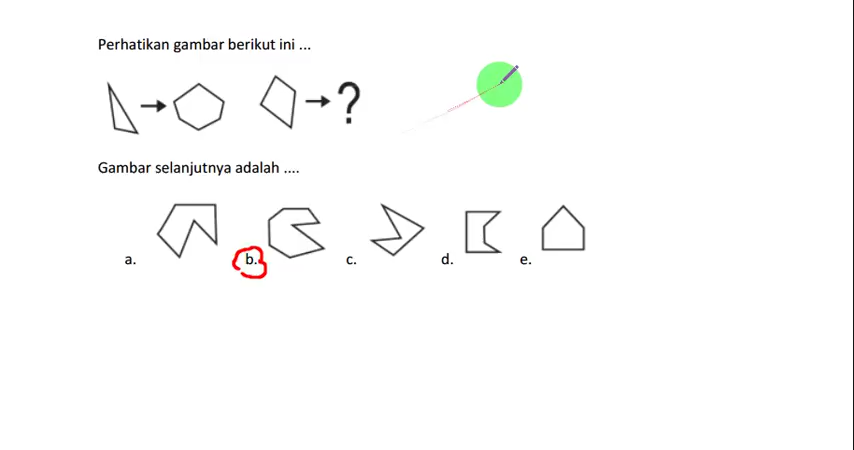 Perhatikan gambar berikut ini ...
?
Gambar selanjutnya adalah ....
a. b. c. d. e.